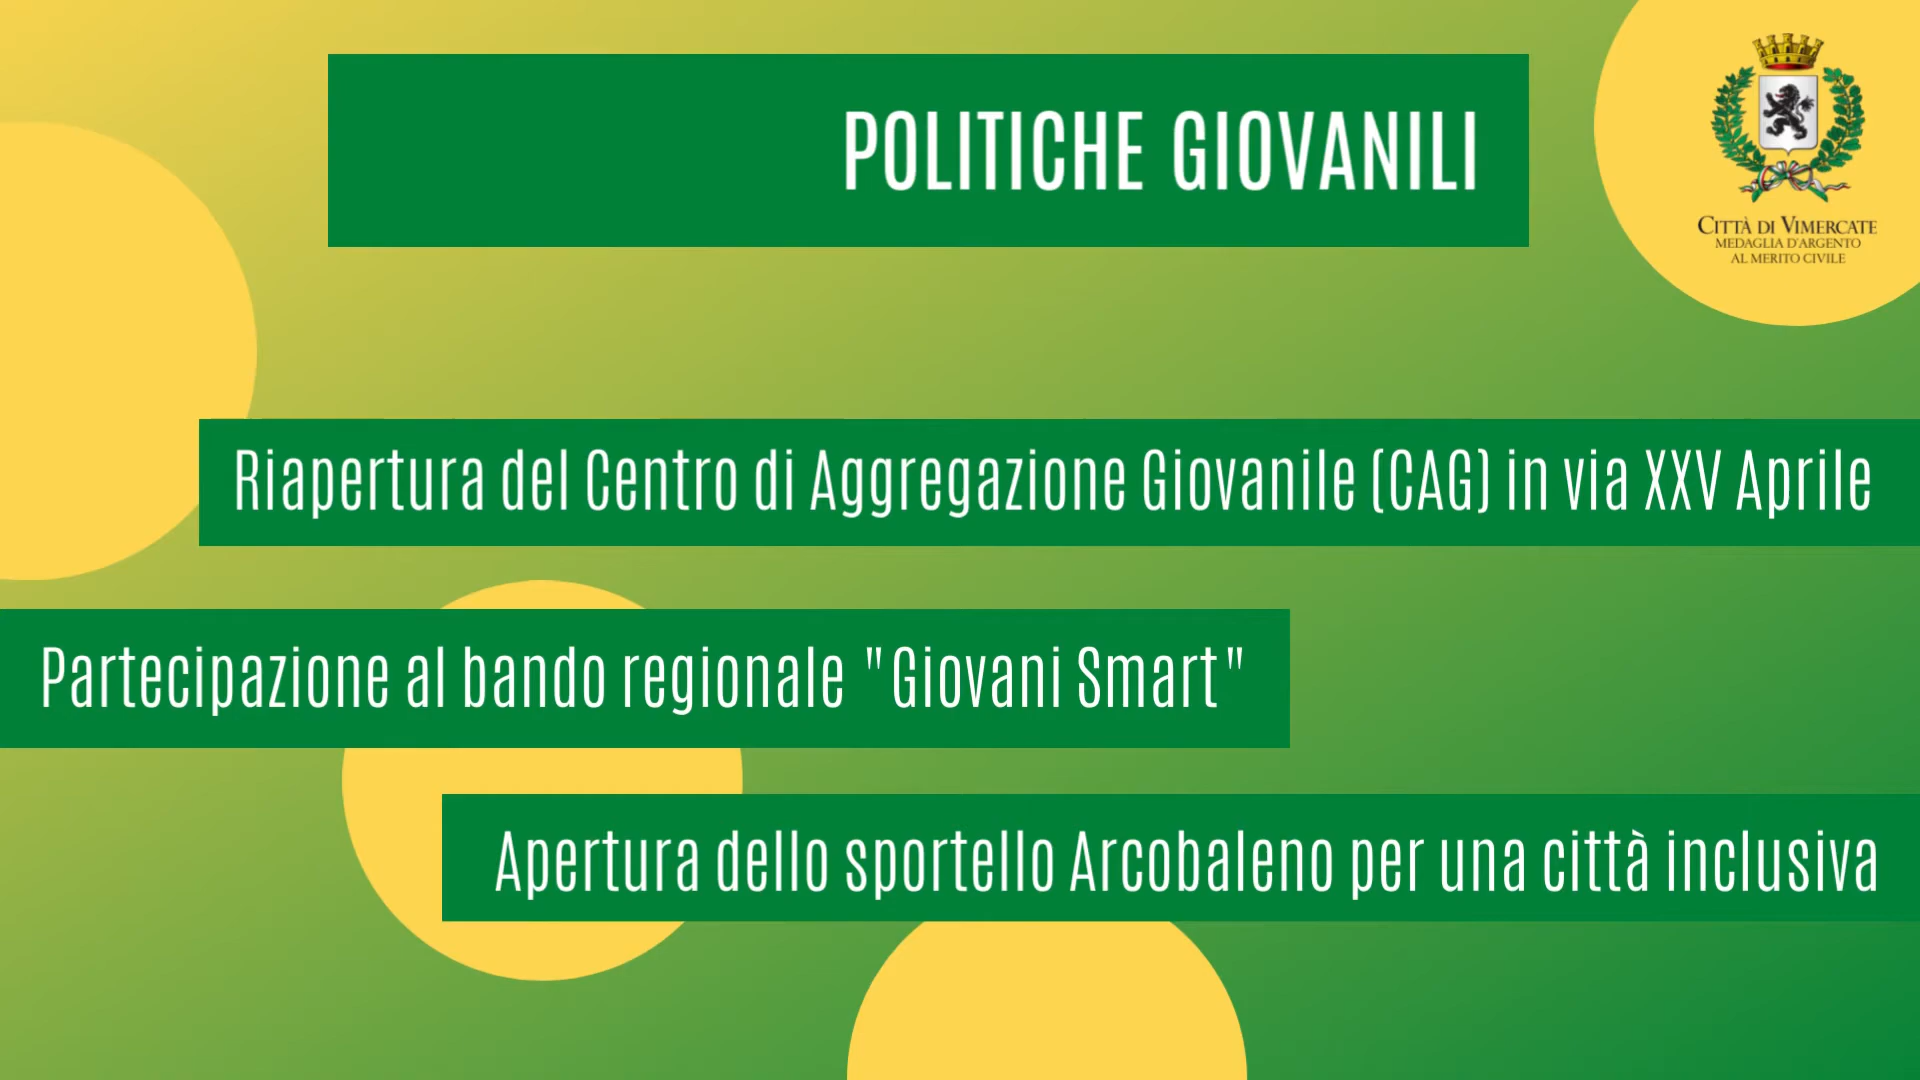 POLITICHE GIOVANILI
CITTÀ DI VIMERCATE
MEDAGLIA D'ARGENTO
AL MERITO CIVILE
Riapertura del Centro di Aggregazione Giovanile (CAG) in via XXV Aprile
Partecipazione al bando regionale "Giovani Smart"
Apertura dello sportello Arcobaleno per una città inclusiva